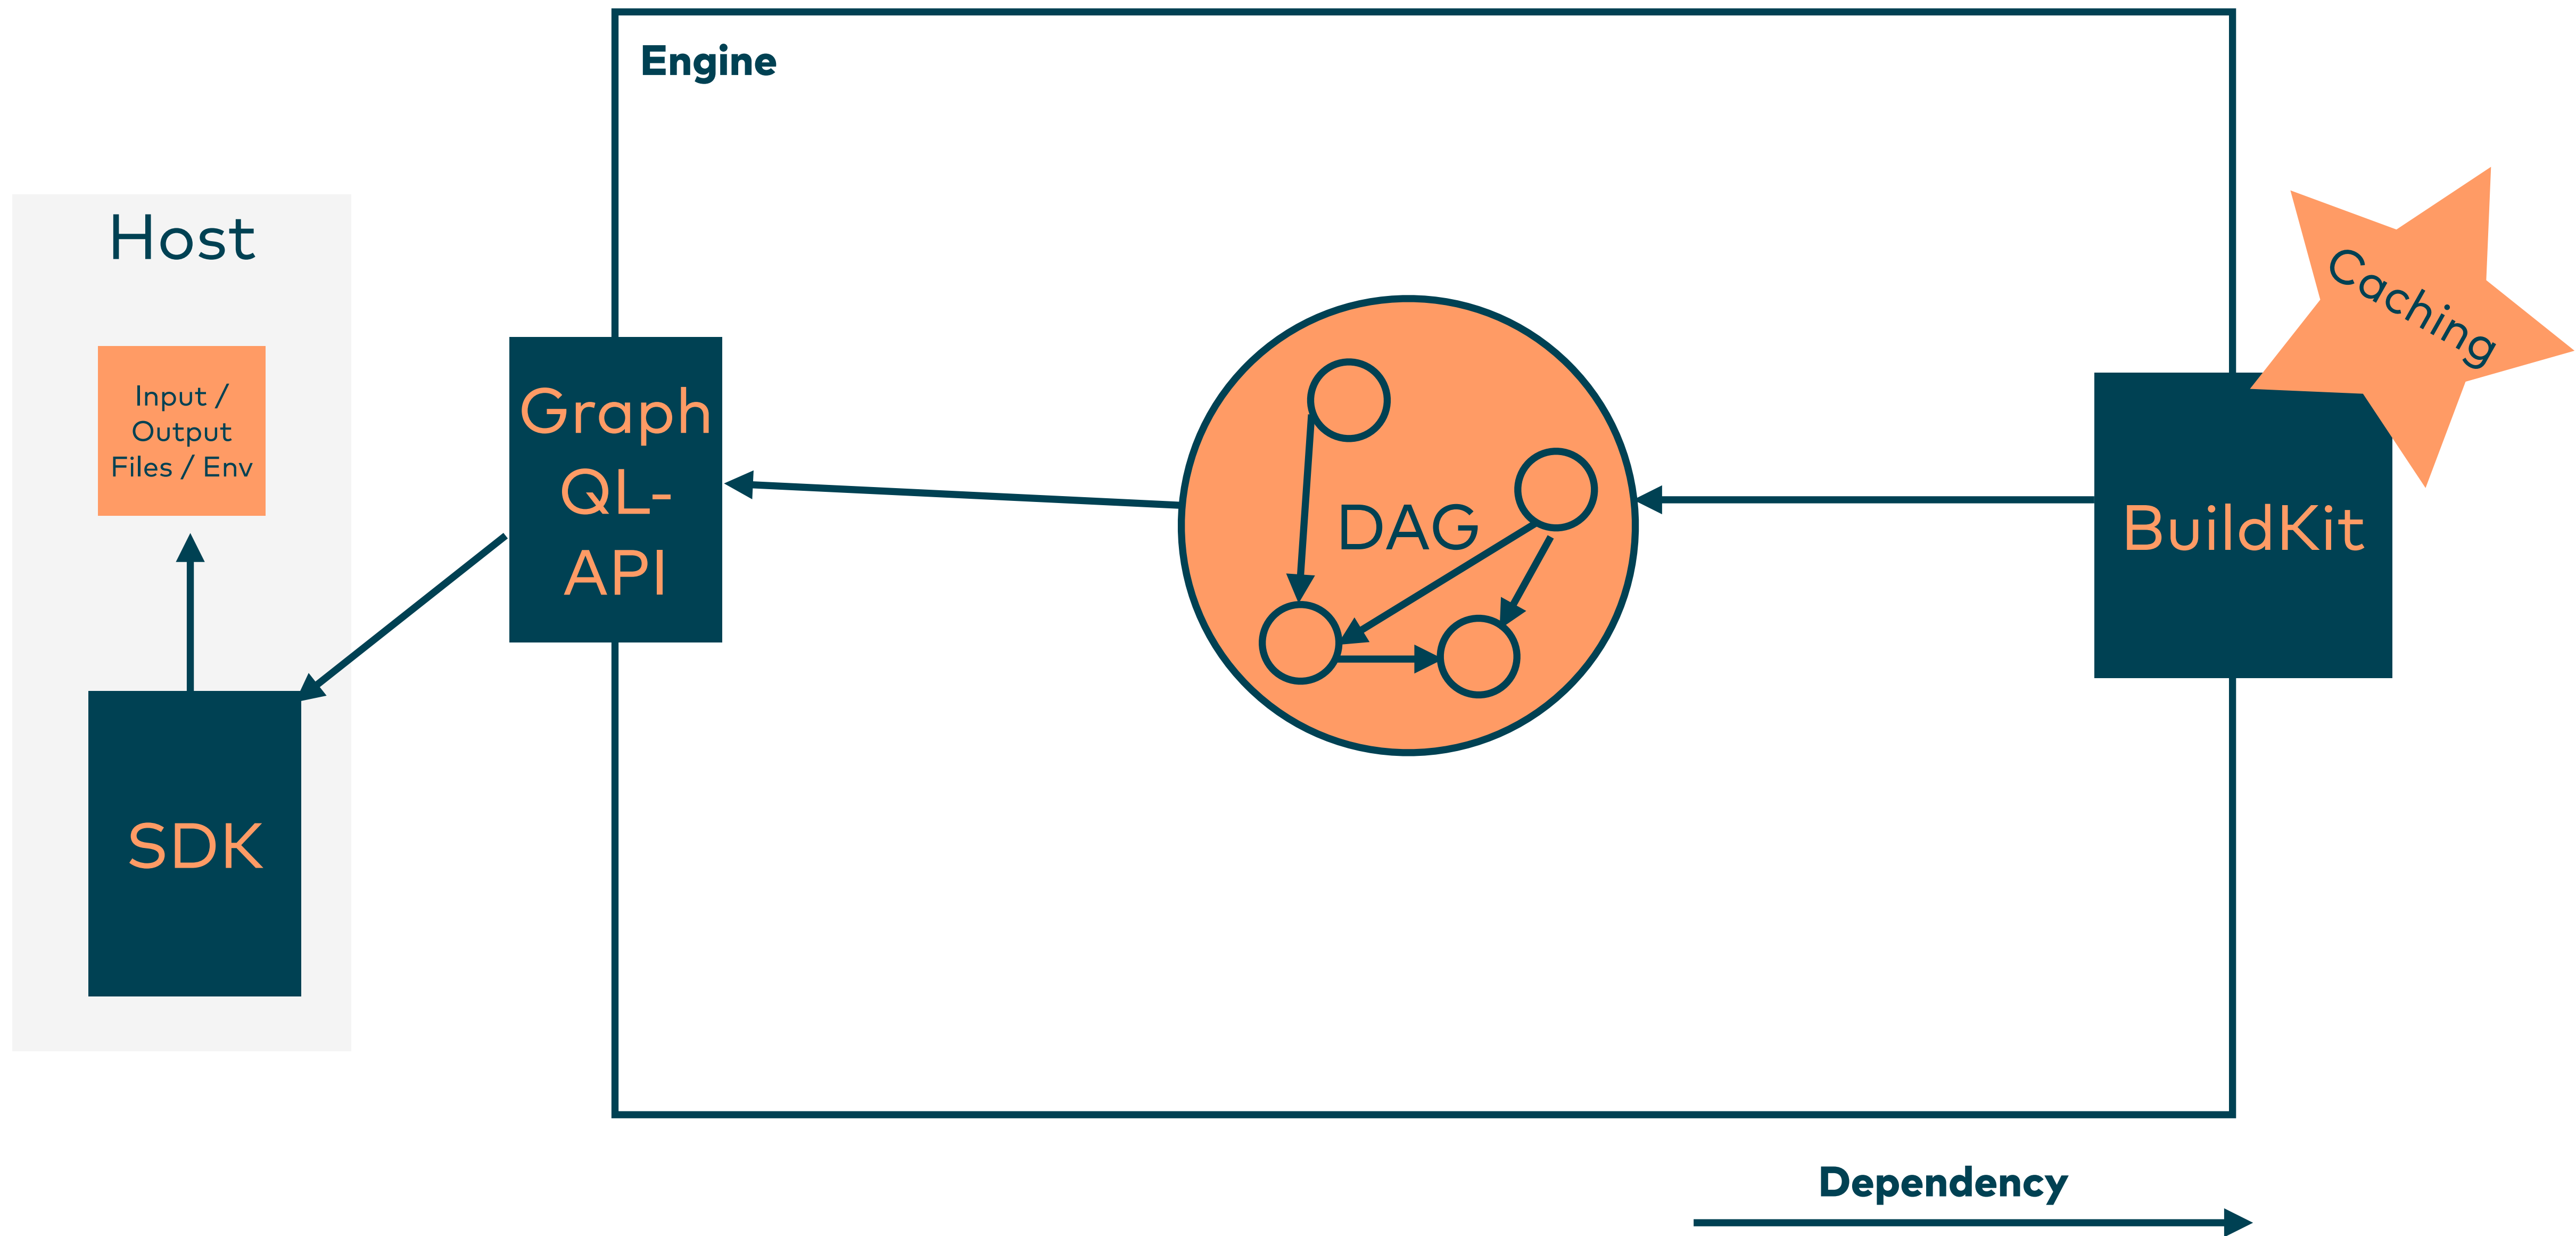 Engine
Host
Input /
Output
Files / Env
SDK
Graph
QL-
API
DAG
BuildKit
Caching
Dependency